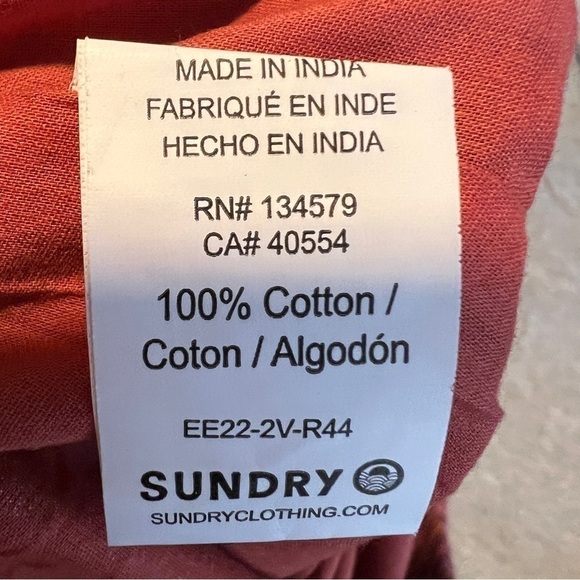 MADE IN INDIA
FABRIQUÉ EN INDE
HECHO EN INDIA
RN# 134579
CA# 40554
100% Cotton /
Coton / Algodón
EE22-2V-R44
SUNDRY
SUNDRYCLOTHING.COM